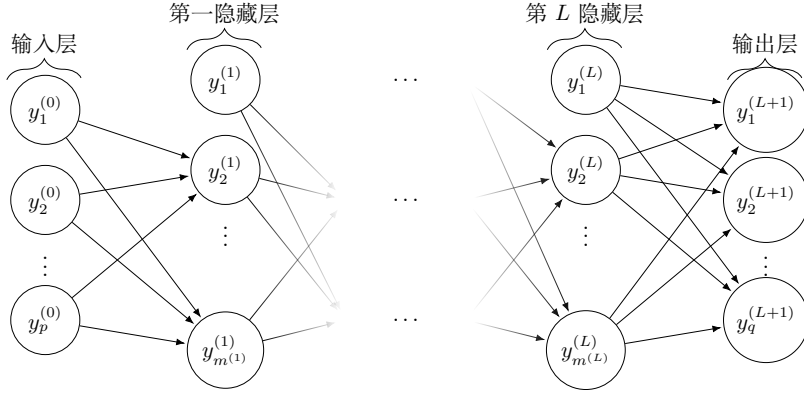 第一隐藏层
第 L 隐藏层
输入层
输出层
y_1^{(0)}
y_2^{(0)}
⋮
y_p^{(0)}
y_1^{(1)}
y_2^{(1)}
⋮
y_{m^{(1)}}^{(1)}
...
...
...
y_1^{(L)}
y_2^{(L)}
⋮
y_{m^{(L)}}^{(L)}
y_1^{(L+1)}
y_2^{(L+1)}
⋮
y_q^{(L+1)}